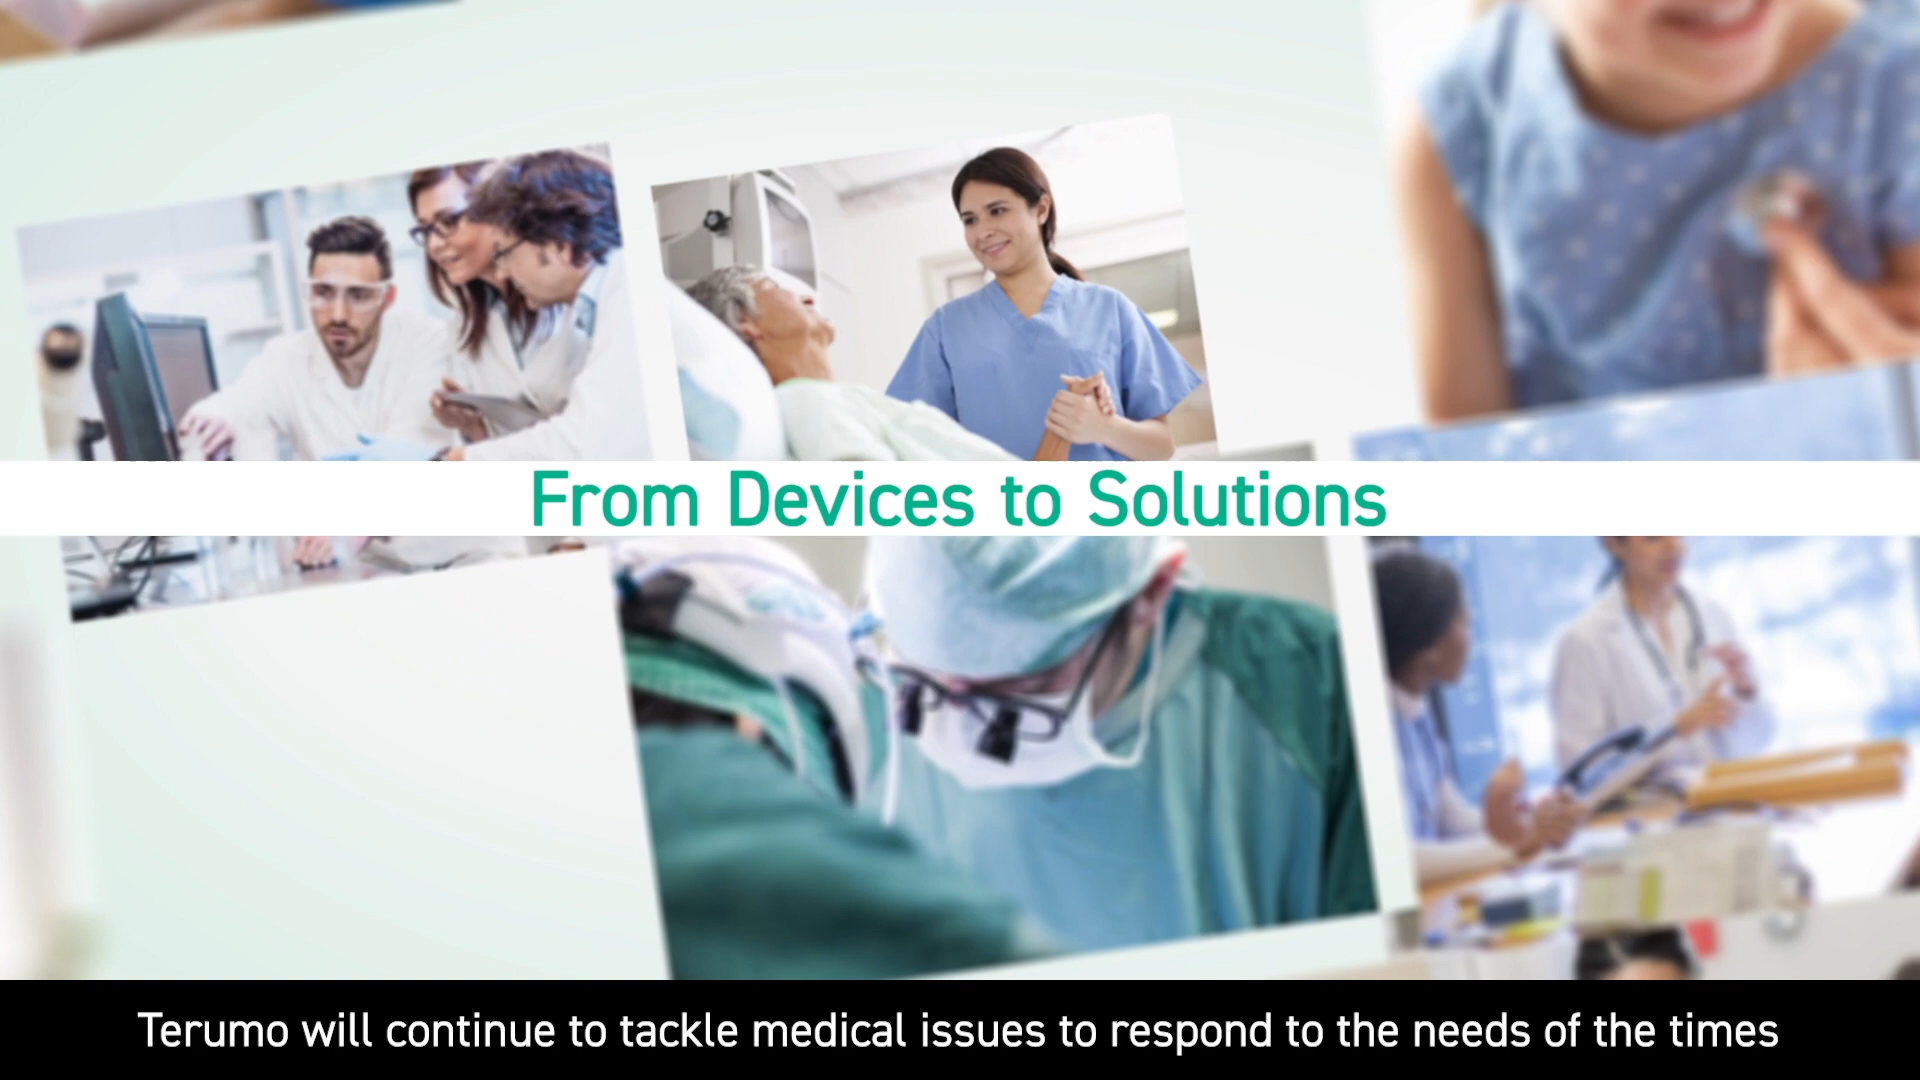 From Devices to Solutions
Terumo will continue to tackle medical issues to respond to the needs of the times